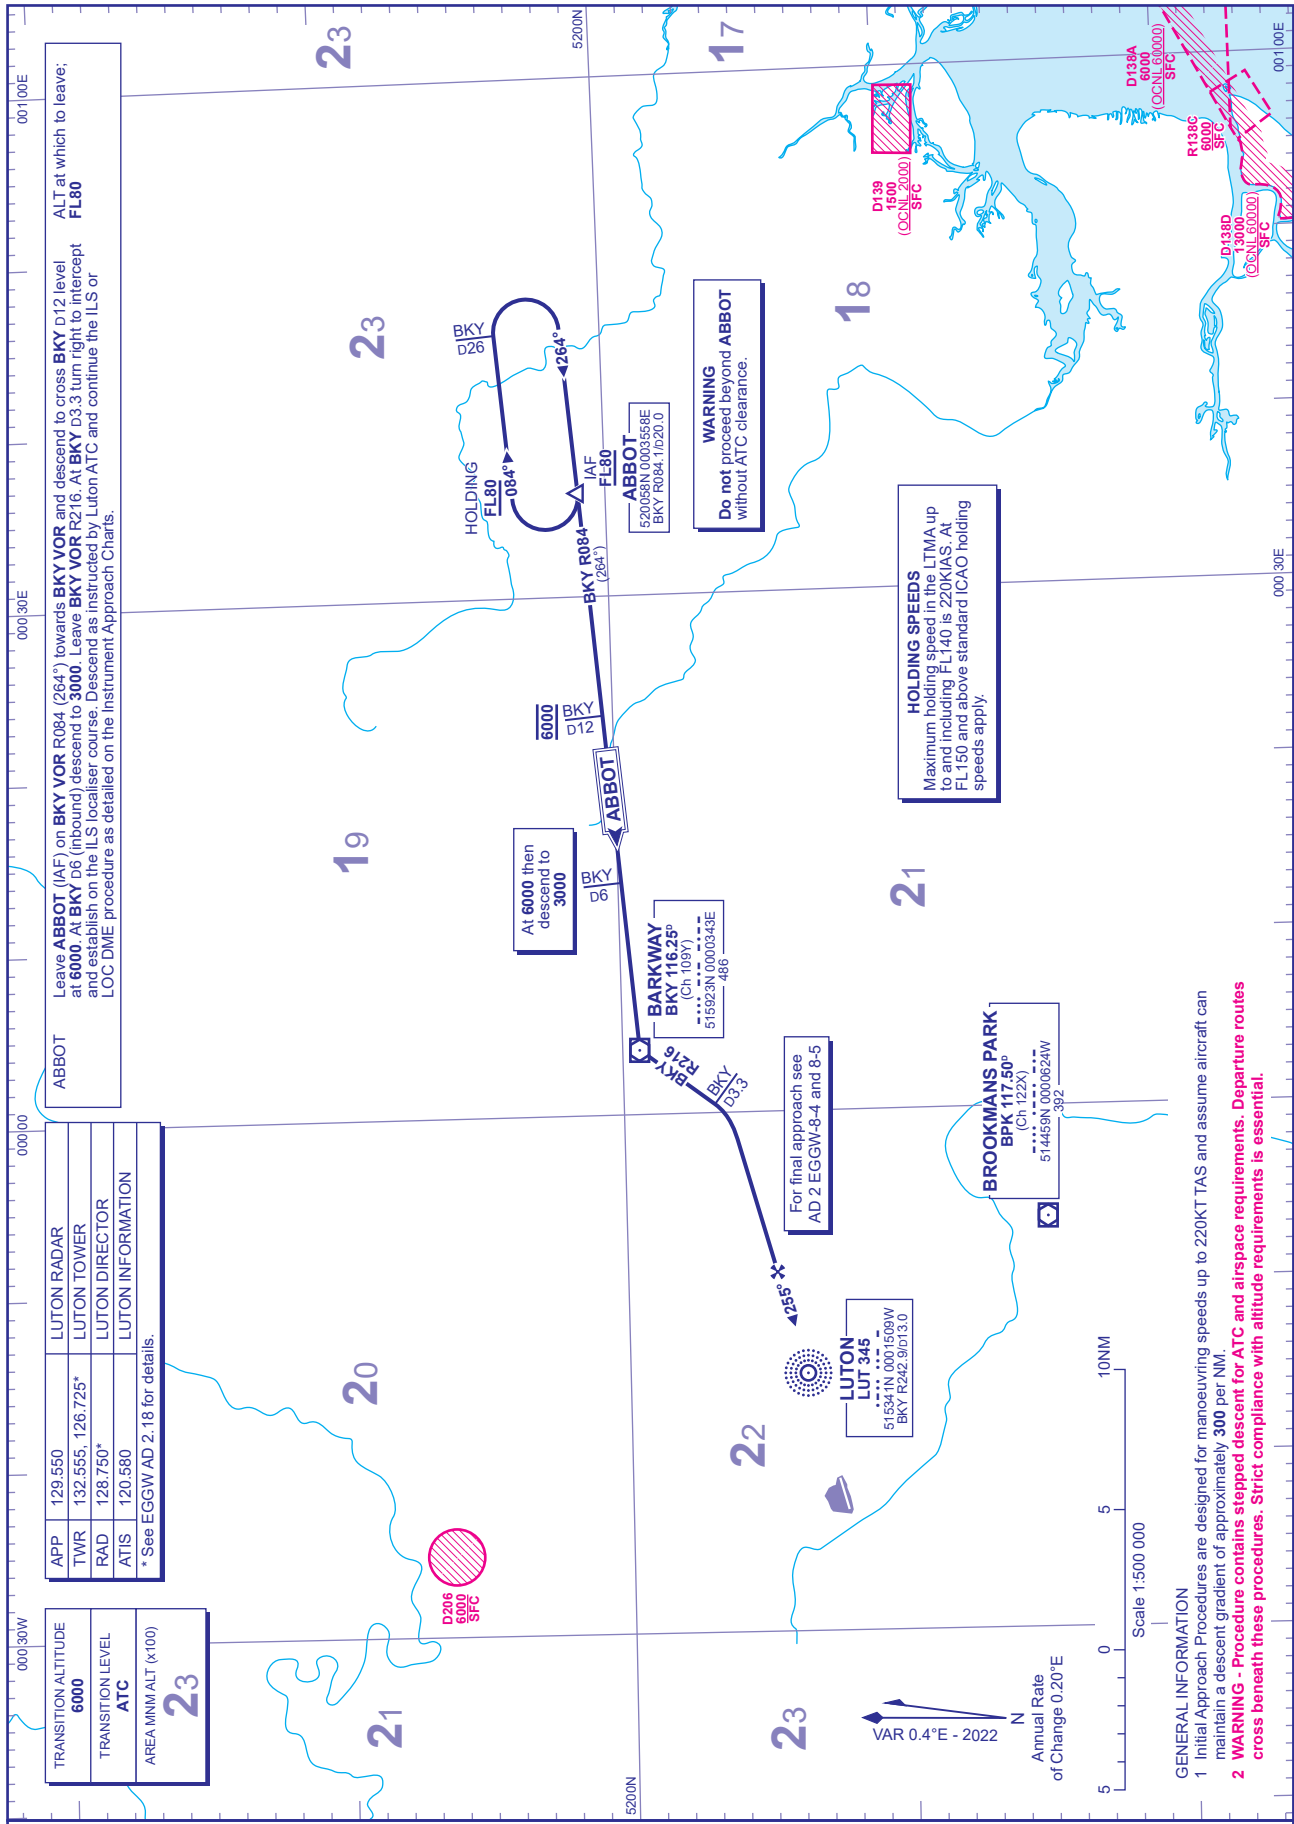 TRANSITION ALTITUDE
6000
TRANSITION LEVEL
ATC
AREA MNM ALT (x100)
23
APP 129.550 LUTON RADAR
TWR 132.555, 126.725* LUTON TOWER
RAD 128.750* LUTON DIRECTOR
ATIS 120.580 LUTON INFORMATION
* See EGGW AD 2.18 for details.
ABBOT
Leave ABBOT (IAF) on BKY VOR R084 (264°) towards BKY VOR and descend to cross BKY D12 level
at 6000. At BKY D6 (inbound) descend to 3000. Leave BKY VOR R216. At BKY D3.3 turn right to intercept
and establish on the ILS localiser course. Descend as instructed by Luton ATC and continue the ILS or
LOC DME procedure as detailed on the Instrument Approach Charts.
ALT at which to leave;
FL80
000 30W
000 00
000 30E
001 00E
23
20
19
23
21
D206
6000
SFC
HOLDING
FL80
084°
BKY
D26
264°
IAF
FL80
ABBOT
520058N 0003558E
BKY R084.1/D20.0
BKY R084
(264°)
6000
BKY
D12
ABBOT
At 6000 then
descend to
3000
BKY
D6
5200N
5200N
BARKWAY
BKY 116.25D
(Ch 109Y)
515923N 0000343E
486
BKY
R216
BKY
D3.3
17
WARNING
Do not proceed beyond ABBOT
without ATC clearance.
For final approach see
AD 2 EGGW-8-4 and 8-5
255°
22
23
LUTON
LUT 345
515341N 0001509W
BKY R242.9/D13.0
18
D139
1500
(OCNL 2000)
SFC
21
HOLDING SPEEDS
Maximum holding speed in the LTMA up
to and including FL140 is 220KIAS. At
FL150 and above standard ICAO holding
speeds apply.
BROOKMANS PARK
BPK 117.50D
(Ch 122X)
514459N 0000624W
392
D138A
6000
(OCNL 60000)
SFC
R138C
6000
SFC
D138D
13000
(OCNL 60000)
SFC
VAR 0.4°E - 2022
N
Annual Rate
of Change 0.20°E
5 0 5 10NM
Scale 1:500 000
GENERAL INFORMATION
1 Initial Approach Procedures are designed for manoeuvring speeds up to 220KT TAS and assume aircraft can
maintain a descent gradient of approximately 300 per NM.
2 WARNING - Procedure contains stepped descent for ATC and airspace requirements. Departure routes
cross beneath these procedures. Strict compliance with altitude requirements is essential.
000 30E
001 00E